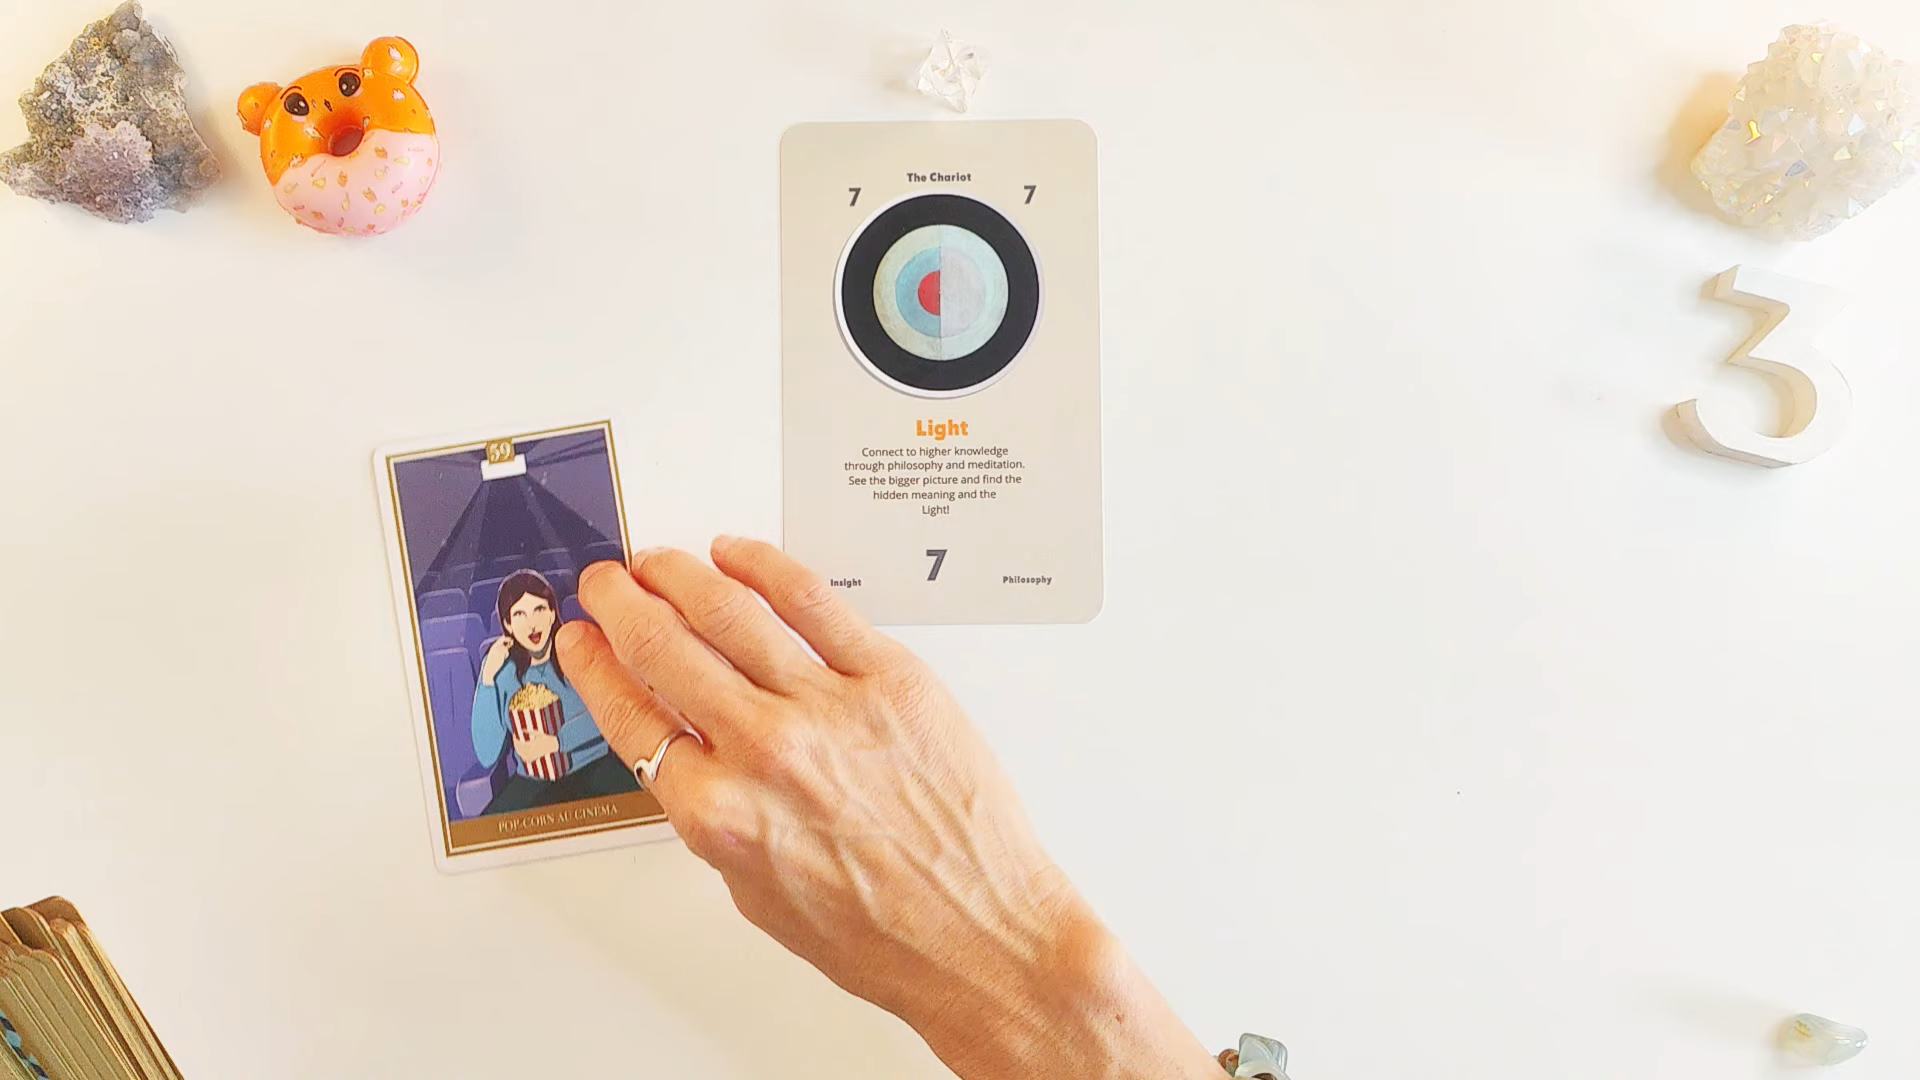 The Chariot
7 7
Light
Connect to higher knowledge
through philosophy and meditation.
See the bigger picture and find the
hidden meaning and the
Light!
7
Insight Philosophy
59
POP-CORN AU CINÉMA
3